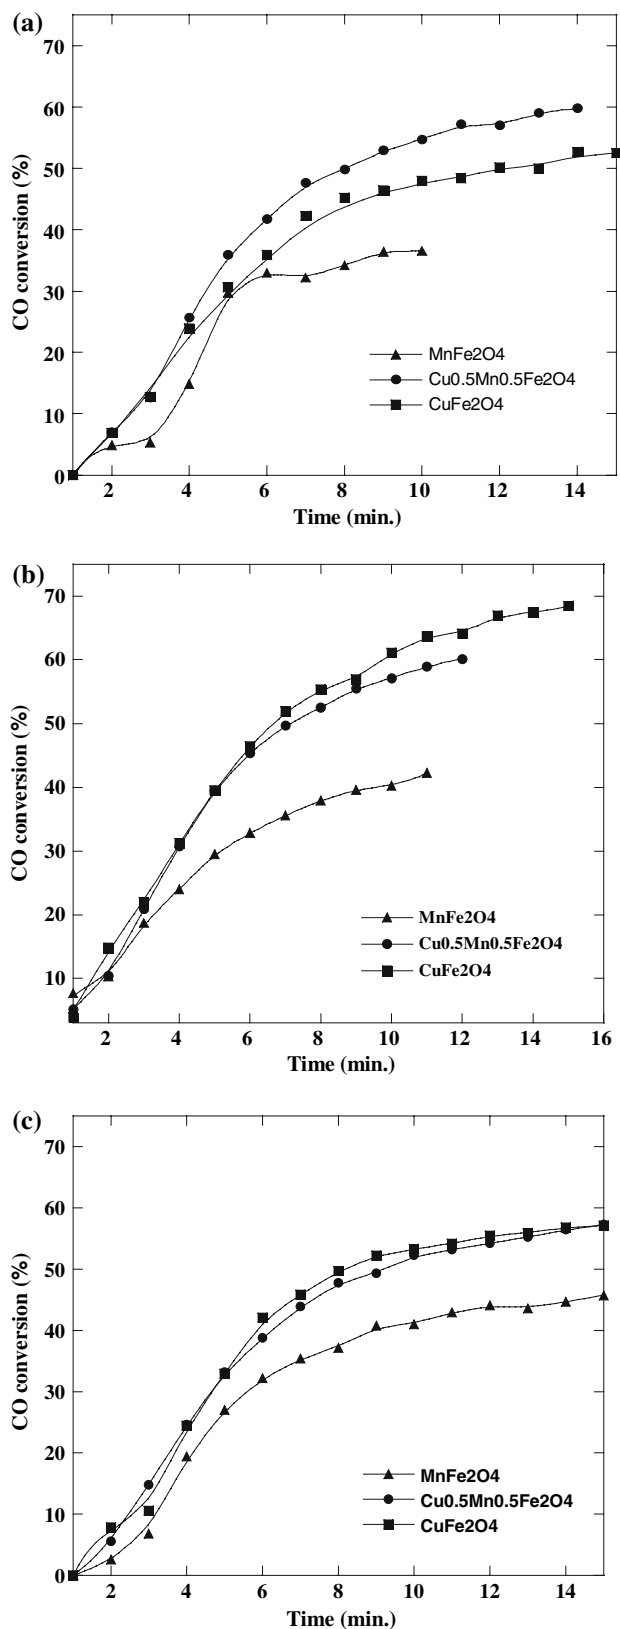 (a)
70
60
50
40
30
20
10
0
CO conversion (%)
MnFe2O4
Cu0.5Mn0.5Fe2O4
CuFe2O4
2 4 6 8 10 12 14
Time (min.)
(b)
70
60
50
40
30
20
10
CO conversion (%)
MnFe2O4
Cu0.5Mn0.5Fe2O4
CuFe2O4
2 4 6 8 10 12 14 16
Time (min.)
(c)
70
60
50
40
30
20
10
0
CO conversion (%)
MnFe2O4
Cu0.5Mn0.5Fe2O4
CuFe2O4
2 4 6 8 10 12 14
Time (min.)